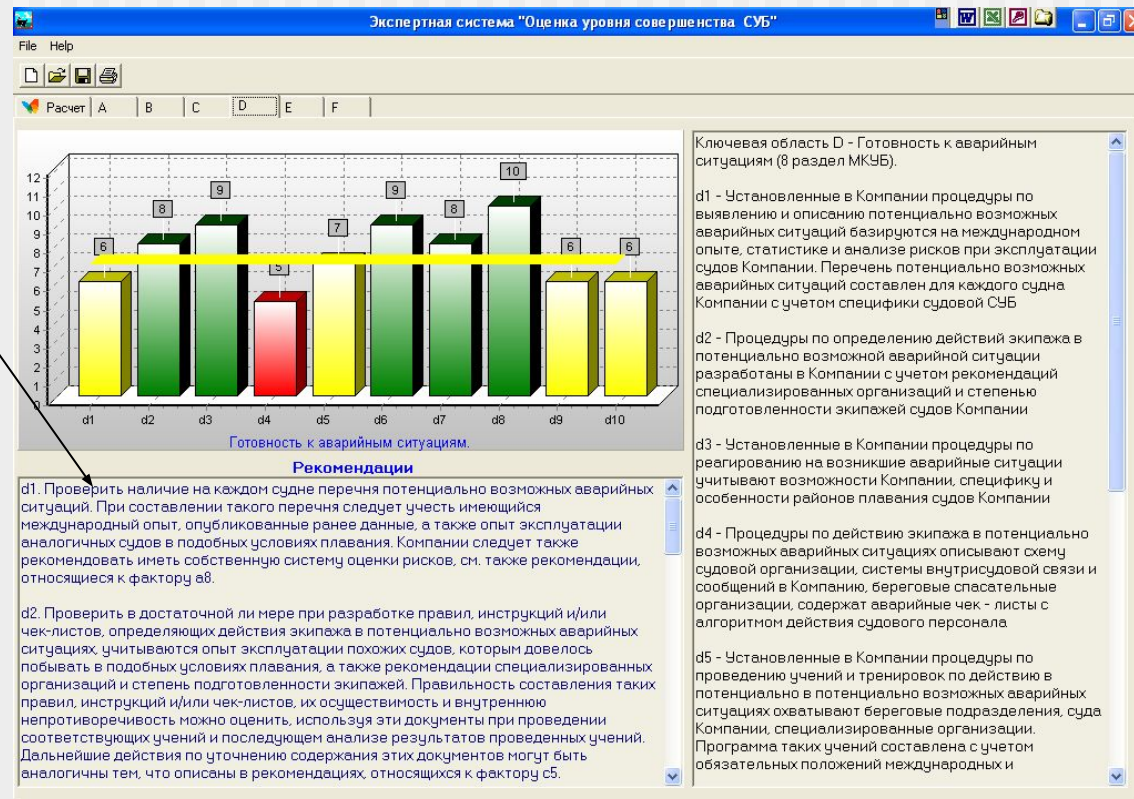 Экспертная система "Оценка уровня совершенства СУБ"
File Help
Расчет A B C D E F
12
11
10
9
8
7
6
5
4
3
2
1
0
6
8
9
5
7
9
8
10
6
6
d1 d2 d3 d4 d5 d6 d7 d8 d9 d10
Готовность к аварийным ситуациям.
Рекомендации
d1. Проверить наличие на каждом судне перечня потенциально возможных аварийных
ситуаций. При составлении такого перечня следует учесть имеющийся
международный опыт, опубликованные ранее данные, а также опыт эксплуатации
аналогичных судов в подобных условиях плавания. Компании следует также
рекомендовать иметь собственную систему оценки рисков, см. также рекомендации,
относящиеся к фактору a8.
d2. Проверить в достаточной ли мере при разработке правил, инструкций и/или
чек-листов, определяющих действия экипажа в потенциально возможных аварийных
ситуациях, учитываются опыт эксплуатации похожих судов, которым довелось
побывать в подобных условиях плавания, а также рекомендации специализированных
организаций и степень подготовленности экипажей. Правильность составления таких
правил, инструкций и/или чек-листов, их осуществимость и внутреннюю
непротиворечивость можно оценить, используя эти документы при проведении
соответствующих учений и последующем анализе результатов проведенных учений.
Дальнейшие действия по уточнению содержания этих документов могут быть
аналогичны тем, что описаны в рекомендациях, относящихся к фактору c5.
Ключевая область D - Готовность к аварийным
ситуациям (8 раздел МКУБ).
d1 - Установленные в Компании процедуры по
выявлению и описанию потенциально возможных
аварийных ситуаций базируются на международном
опыте, статистике и анализе рисков при эксплуатации
судов Компании. Перечень потенциально возможных
аварийных ситуаций составлен для каждого судна
Компании с учетом специфики судовой СУБ
d2 - Процедуры по определению действий экипажа в
потенциально возможной аварийной ситуации
разработаны в Компании с учетом рекомендаций
специализированных организаций и степенью
подготовленности экипажей судов Компании
d3 - Установленные в Компании процедуры по
реагированию на возникшие аварийные ситуации
учитывают возможности Компании, специфику и
особенности районов плавания судов Компании
d4 - Процедуры по действию экипажа в потенциально
возможных аварийных ситуациях описывают схему
судовой организации, системы внутрисудовой связи и
сообщений в Компанию, береговые спасательные
организации, содержат аварийные чек - листы с
алгоритмом действия судового персонала
d5 - Установленные в Компании процедуры по
проведению учений и тренировок по действию в
потенциально в потенциально возможных аварийных
ситуациях охватывают береговые подразделения, суда
Компании, специализированные организации.
Программа таких учений составлена с учетом
обязательных положений международных и